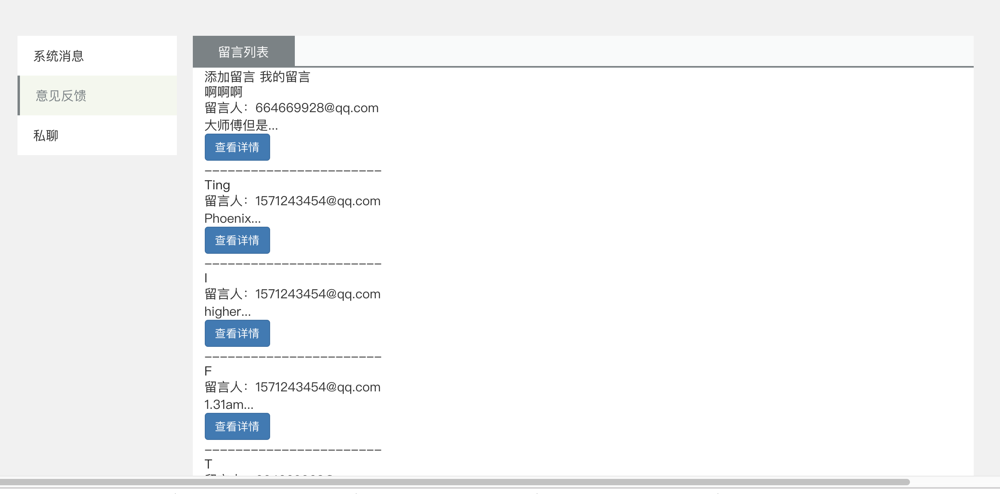 系统消息
意见反馈
私聊
留言列表
添加留言 我的留言
啊啊啊
留言人：664669928@qq.com
大师傅但是...
查看详情
-----------------------
Ting
留言人：1571243454@qq.com
Phoenix...
查看详情
-----------------------
I
留言人：1571243454@qq.com
higher...
查看详情
-----------------------
F
留言人：1571243454@qq.com
1.31am...
查看详情
-----------------------
T